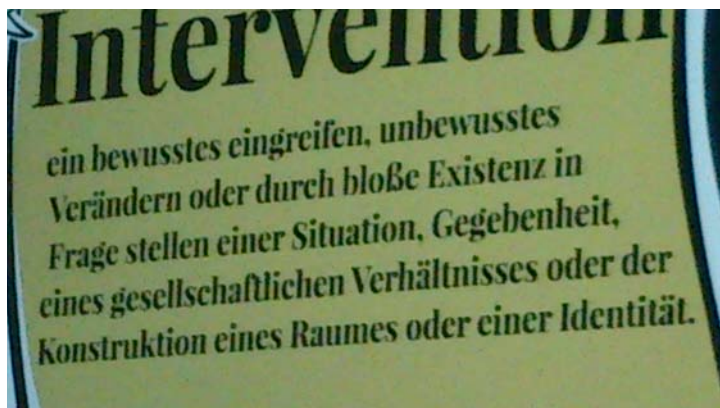 Intervention
ein bewusstes eingreifen, unbewusstes
Verändern oder durch bloße Existenz in
Frage stellen einer Situation, Gegebenheit,
eines gesellschaftlichen Verhältnisses oder der
Konstruktion eines Raumes oder einer Identität.